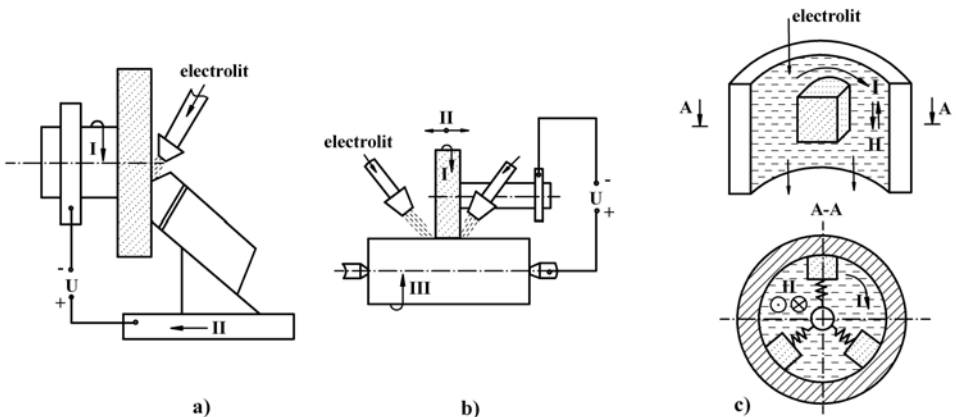 electrolit
I
-
U
+
II
a)
II
electrolit
I
-
U
+
III
b)
electrolit
I
A
A
H
A-A
H
I
c)